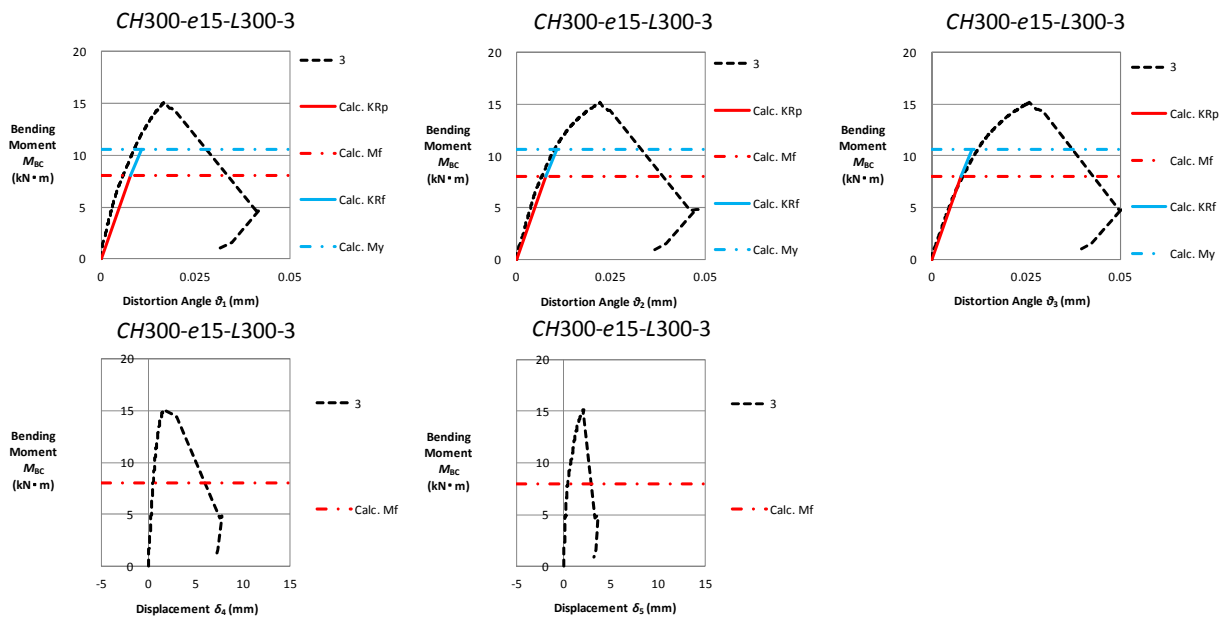 CH300-e15-L300-3
20
15
10
5
0
0
0.025
0.05
Bending
Moment
MBC
(kN・m)
Distortion Angle ϑ1 (mm)
3
Calc. KRp
Calc. Mf
Calc. KRf
Calc. My
CH300-e15-L300-3
20
15
10
5
0
0
0.025
0.05
Bending
Moment
MBC
(kN・m)
Distortion Angle ϑ2 (mm)
3
Calc. KRp
Calc. Mf
Calc. KRf
Calc. My
CH300-e15-L300-3
20
15
10
5
0
0
0.025
0.05
Bending
Moment
MBC
(kN・m)
Distortion Angle ϑ3 (mm)
3
Calc. KRp
Calc. Mf
Calc. KRf
Calc. My
CH300-e15-L300-3
20
15
10
5
0
-5
0
5
10
15
Bending
Moment
MBC
(kN・m)
Displacement δ4 (mm)
3
Calc. Mf
CH300-e15-L300-3
20
15
10
5
0
-5
0
5
10
15
Bending
Moment
MBC
(kN・m)
Displacement δ5 (mm)
3
Calc. Mf